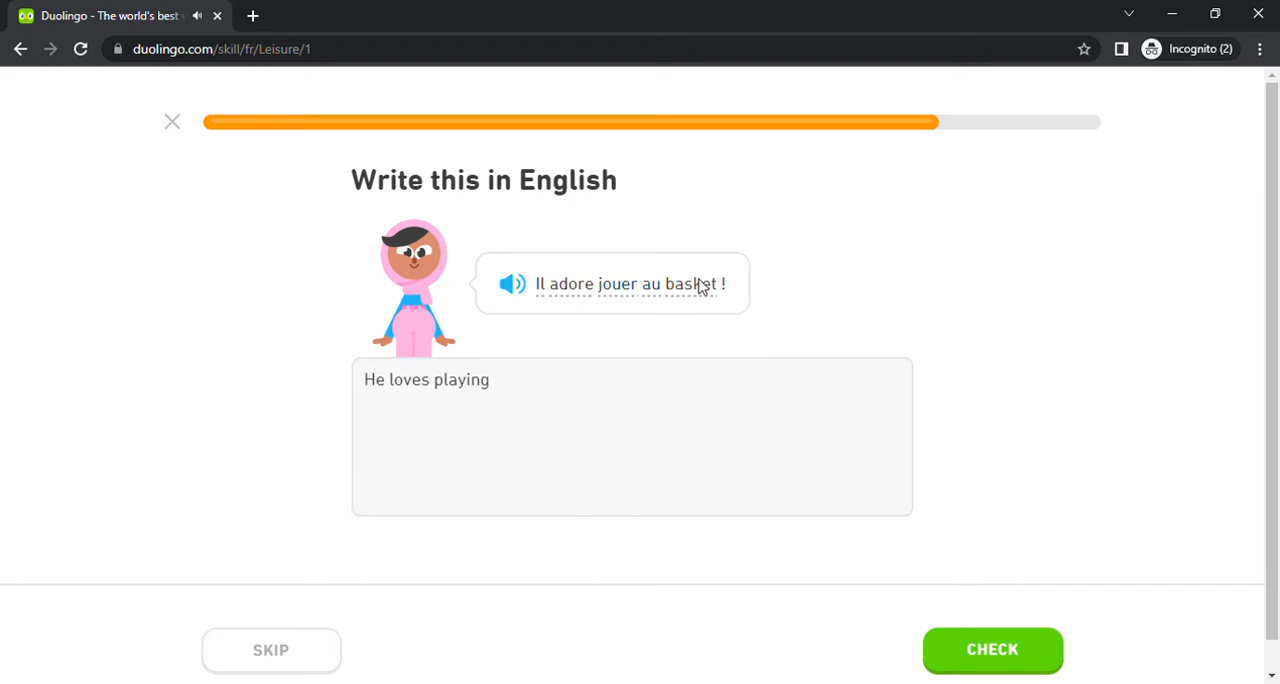 Duolingo - The world's best
duolingo.com/skill/fr/Leisure/1
Incognito (2)
Write this in English
Il adore jouer au basket !
He loves playing
SKIP
CHECK